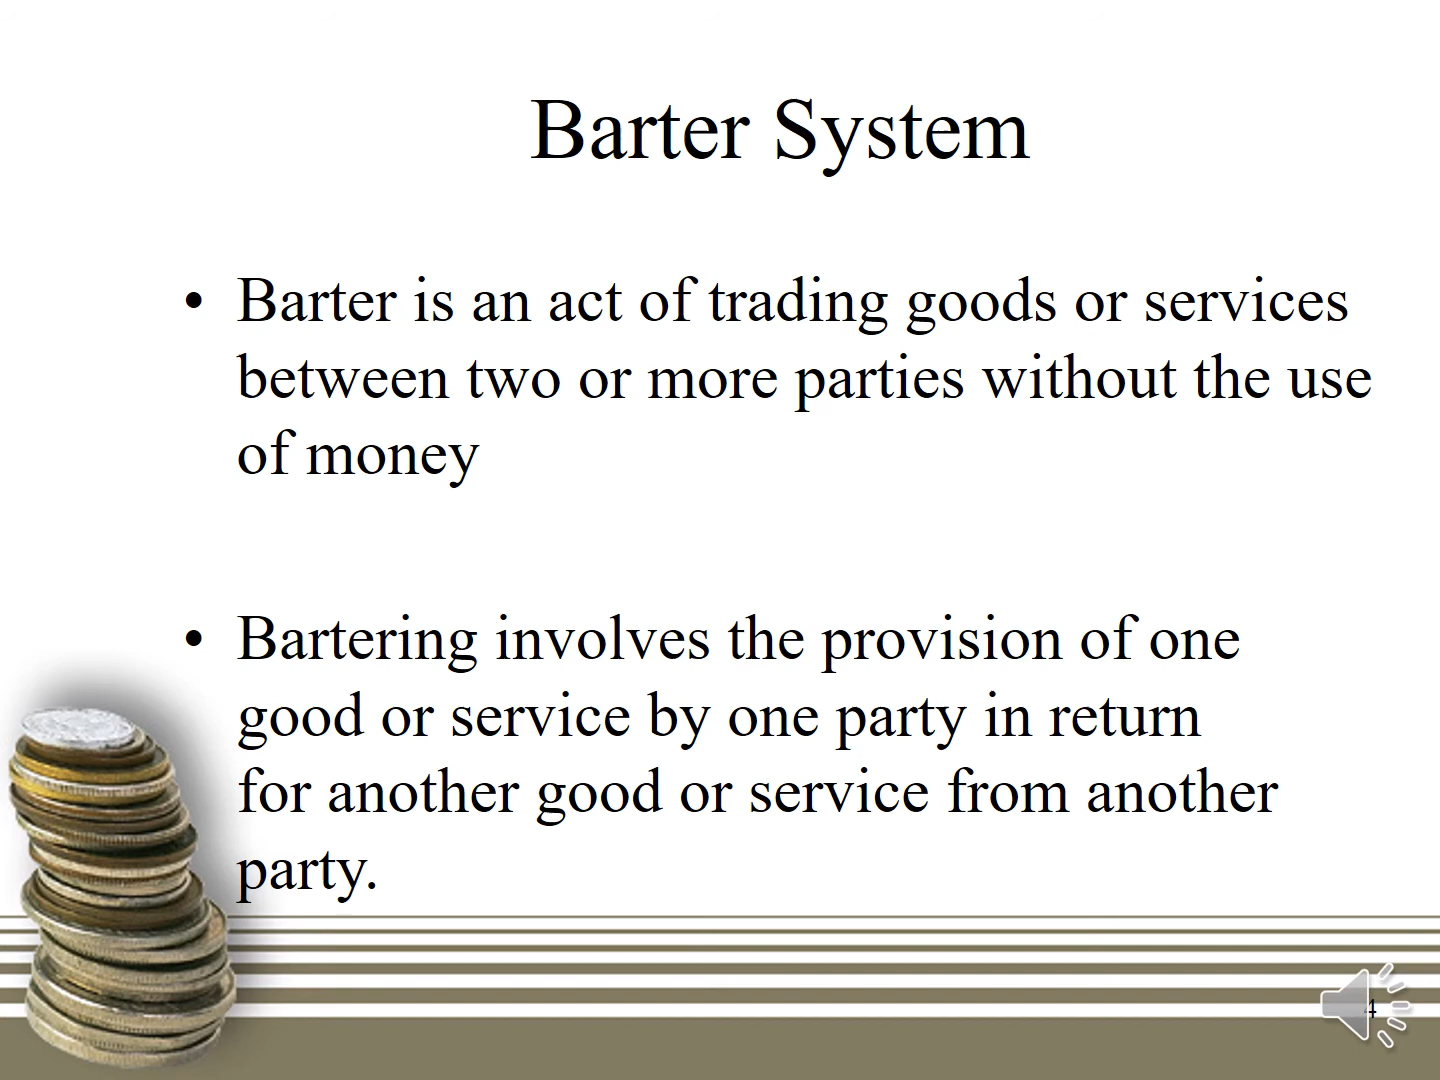 Barter System
• Barter is an act of trading goods or services
between two or more parties without the use
of money
• Bartering involves the provision of one
good or service by one party in return
for another good or service from another
party.
4